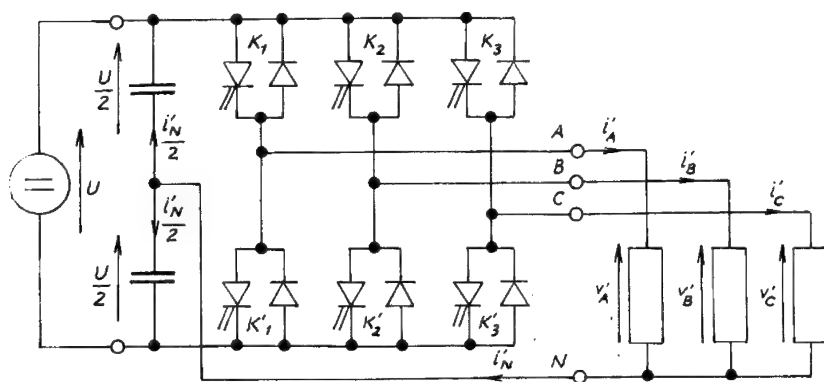 K₁
K₂
K₃
U/2
i'N/2
U
i'N/2
U/2
A
i'A
B
i'B
C
i'C
v'A
v'B
v'C
K'₁
K'₂
K'₃
i'N
N